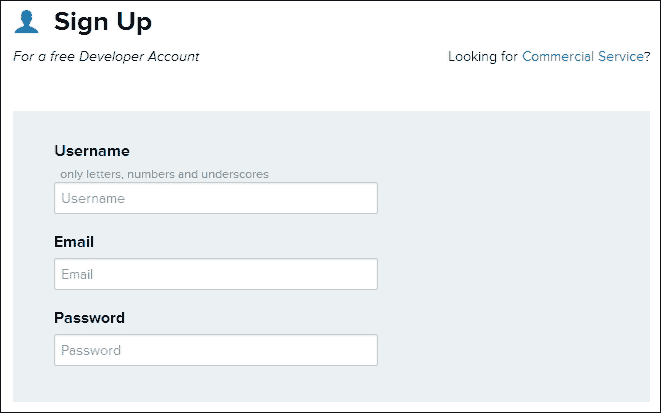 Sign Up
For a free Developer Account
Looking for Commercial Service?
Username
only letters, numbers and underscores
Username
Email
Email
Password
Password